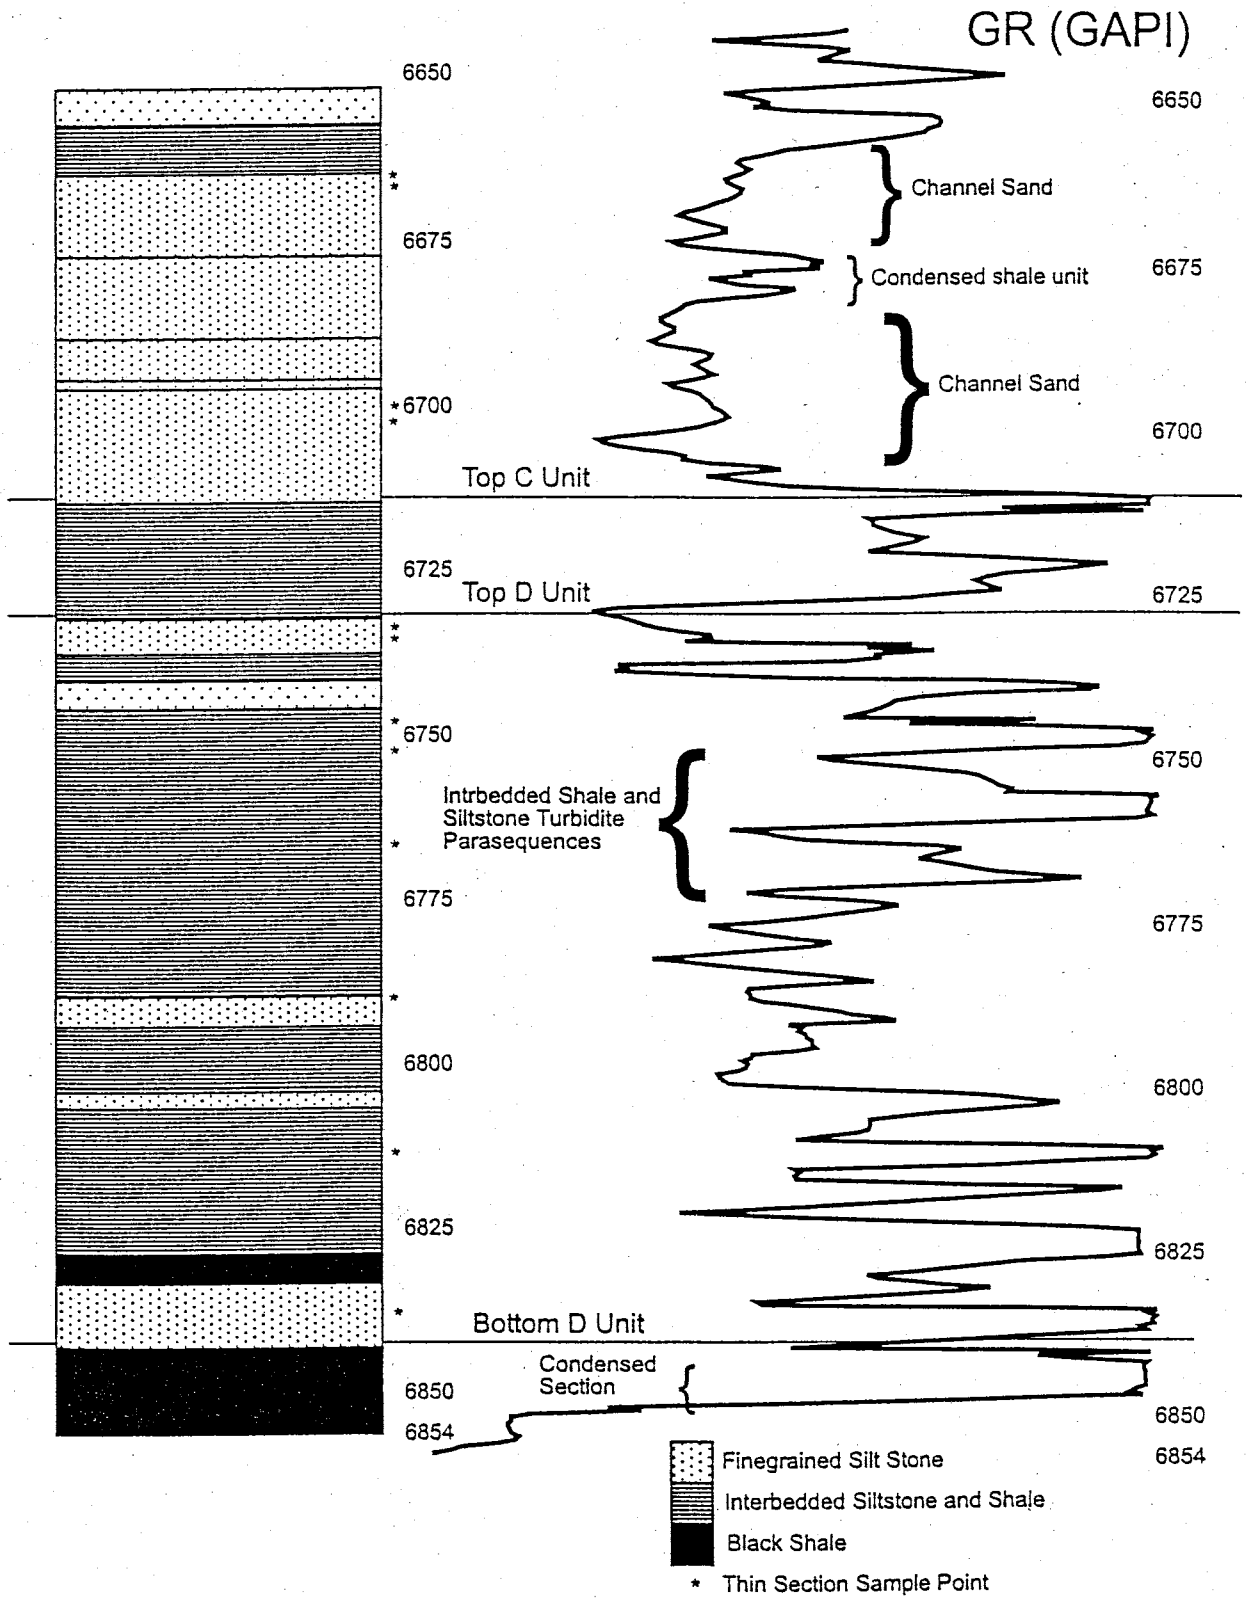 GR (GAPI)
6650
6650
Channel Sand
6675
6675
Condensed shale unit
Channel Sand
6700
6700
Top C Unit
6725
Top D Unit
6725
6750
6750
Intrbedded Shale and
Siltstone Turbidite
Parasequences
6775
6775
6800
6800
6825
6825
Bottom D Unit
Condensed
Section
6850
6850
6854
6854
Finegrained Silt Stone
Interbedded Siltstone and Shale
Black Shale
* Thin Section Sample Point